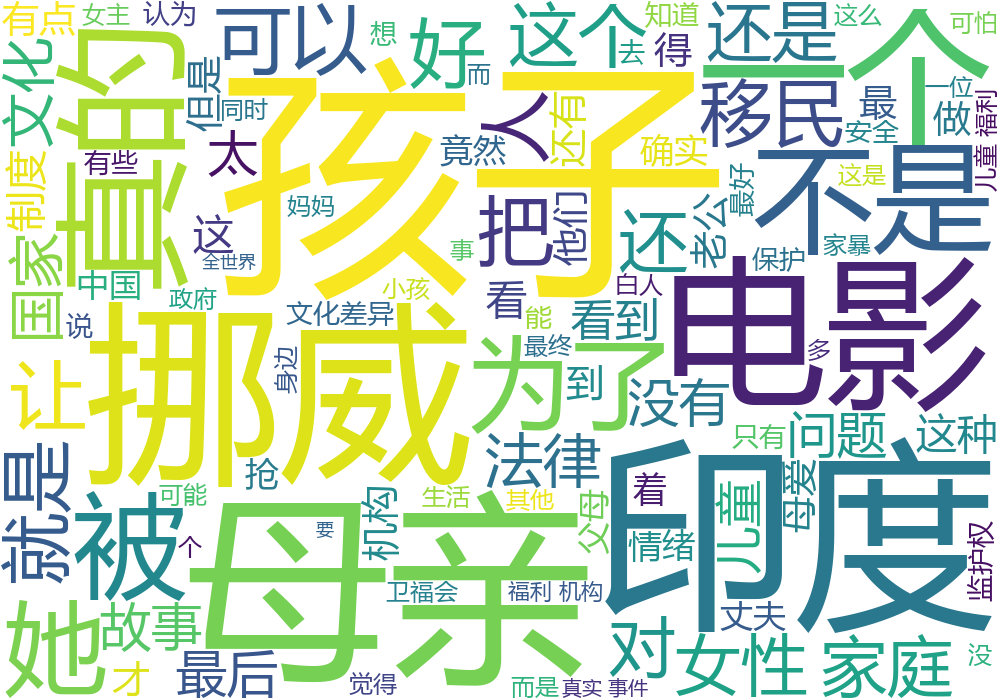 有点
女主
认为
可以
想
好
而
这个
去
知道
得
还是
这么
一个
可怕
文化
真的
但是
同时
孩子
人
还有
移民
最
一位
做
福利
儿童
安全
确实
竟然
太
有些
制度
妈妈
这
把
他们
还
老公
最好
不是
这是
家暴
保护
国家
中国
全世界
事
小孩
白人
电影
政府
文化差异
看
能
看到
多
说
挪威
身边
为了
最终
到
没有
让
法律
只有
问题
这种
就是
被
可能
抢
机构
生活
其他
父母
着
儿童
母爱
印度
个
母亲
要
情绪
监护权
卫福会
福利 机构
她
故事
丈夫
对
女性
家庭
没
才
最后
觉得
而是
真实 事件